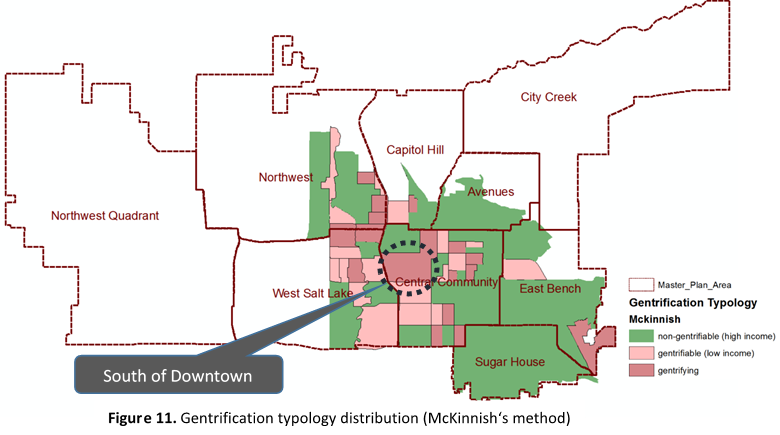 City Creek
Capitol Hill
Northwest
Avenues
Northwest Quadrant
Central Community
West Salt Lake
East Bench
Master_Plan_Area
Gentrification Typology
Mckinnish
non-gentrifiable (high income)
gentrifiable (low income)
gentrifying
Sugar House
South of Downtown
Figure 11. Gentrification typology distribution (McKinnish‘s method)